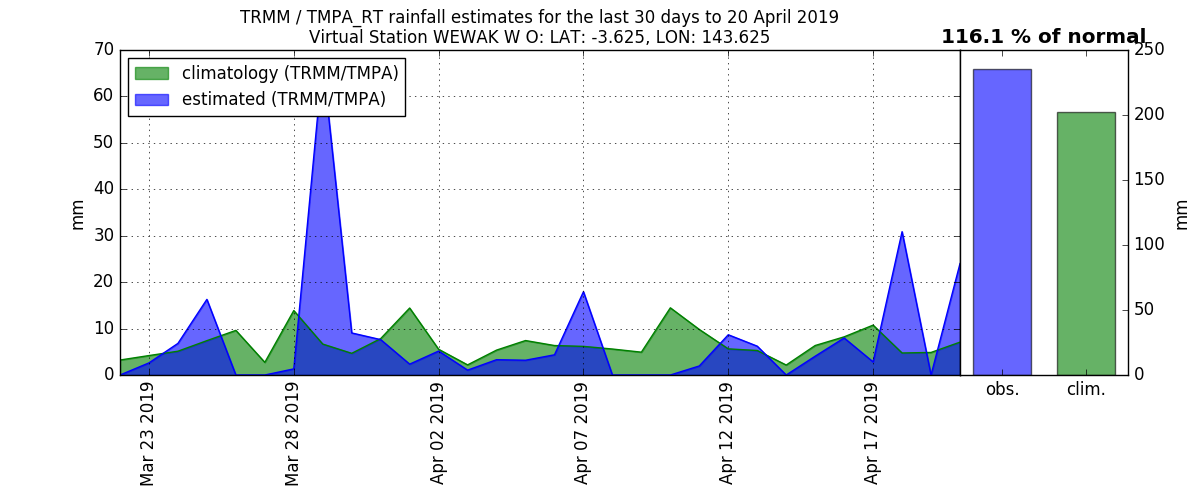 TRMM / TMPA_RT rainfall estimates for the last 30 days to 20 April 2019
Virtual Station WEWAK W O: LAT: -3.625, LON: 143.625
116.1 % of normal
climatology (TRMM/TMPA)
estimated (TRMM/TMPA)
70
60
50
40
30
20
10
0
mm
Mar 23 2019
Mar 28 2019
Apr 02 2019
Apr 07 2019
Apr 12 2019
Apr 17 2019
250
200
150
100
50
0
mm
obs.
clim.